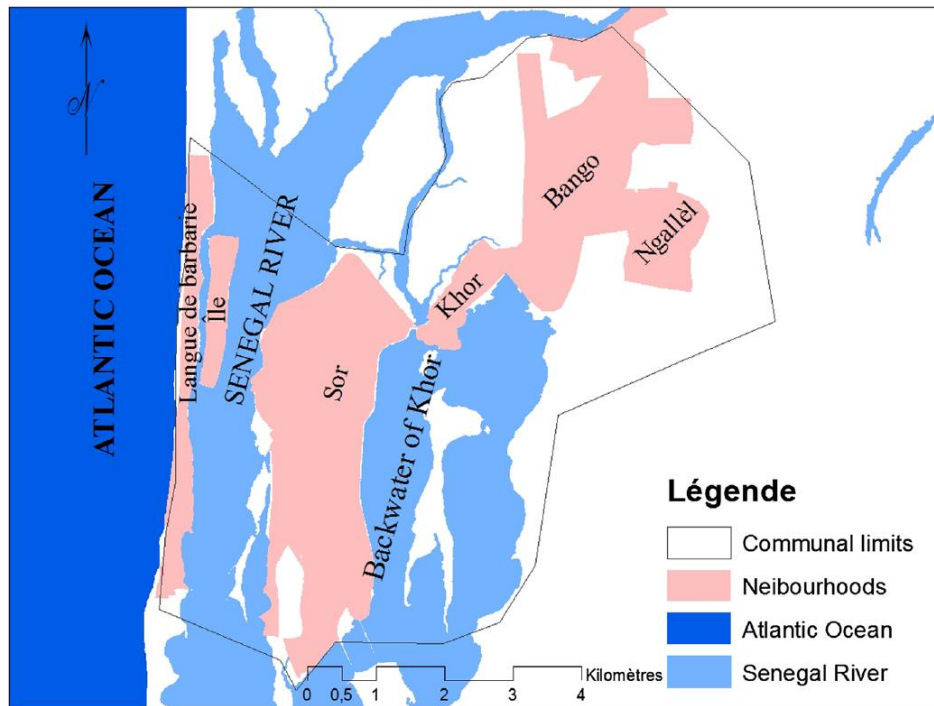 N
ATLANTIC OCEAN
Langue de barbarie
Île
SENEGAL RIVER
Sor
Khor
Backwater of Khor
Bango
Ngallèl
Légende
Communal limits
Neibourhoods
Atlantic Ocean
Senegal River
Kilomètres
0 0,5 1 2 3 4